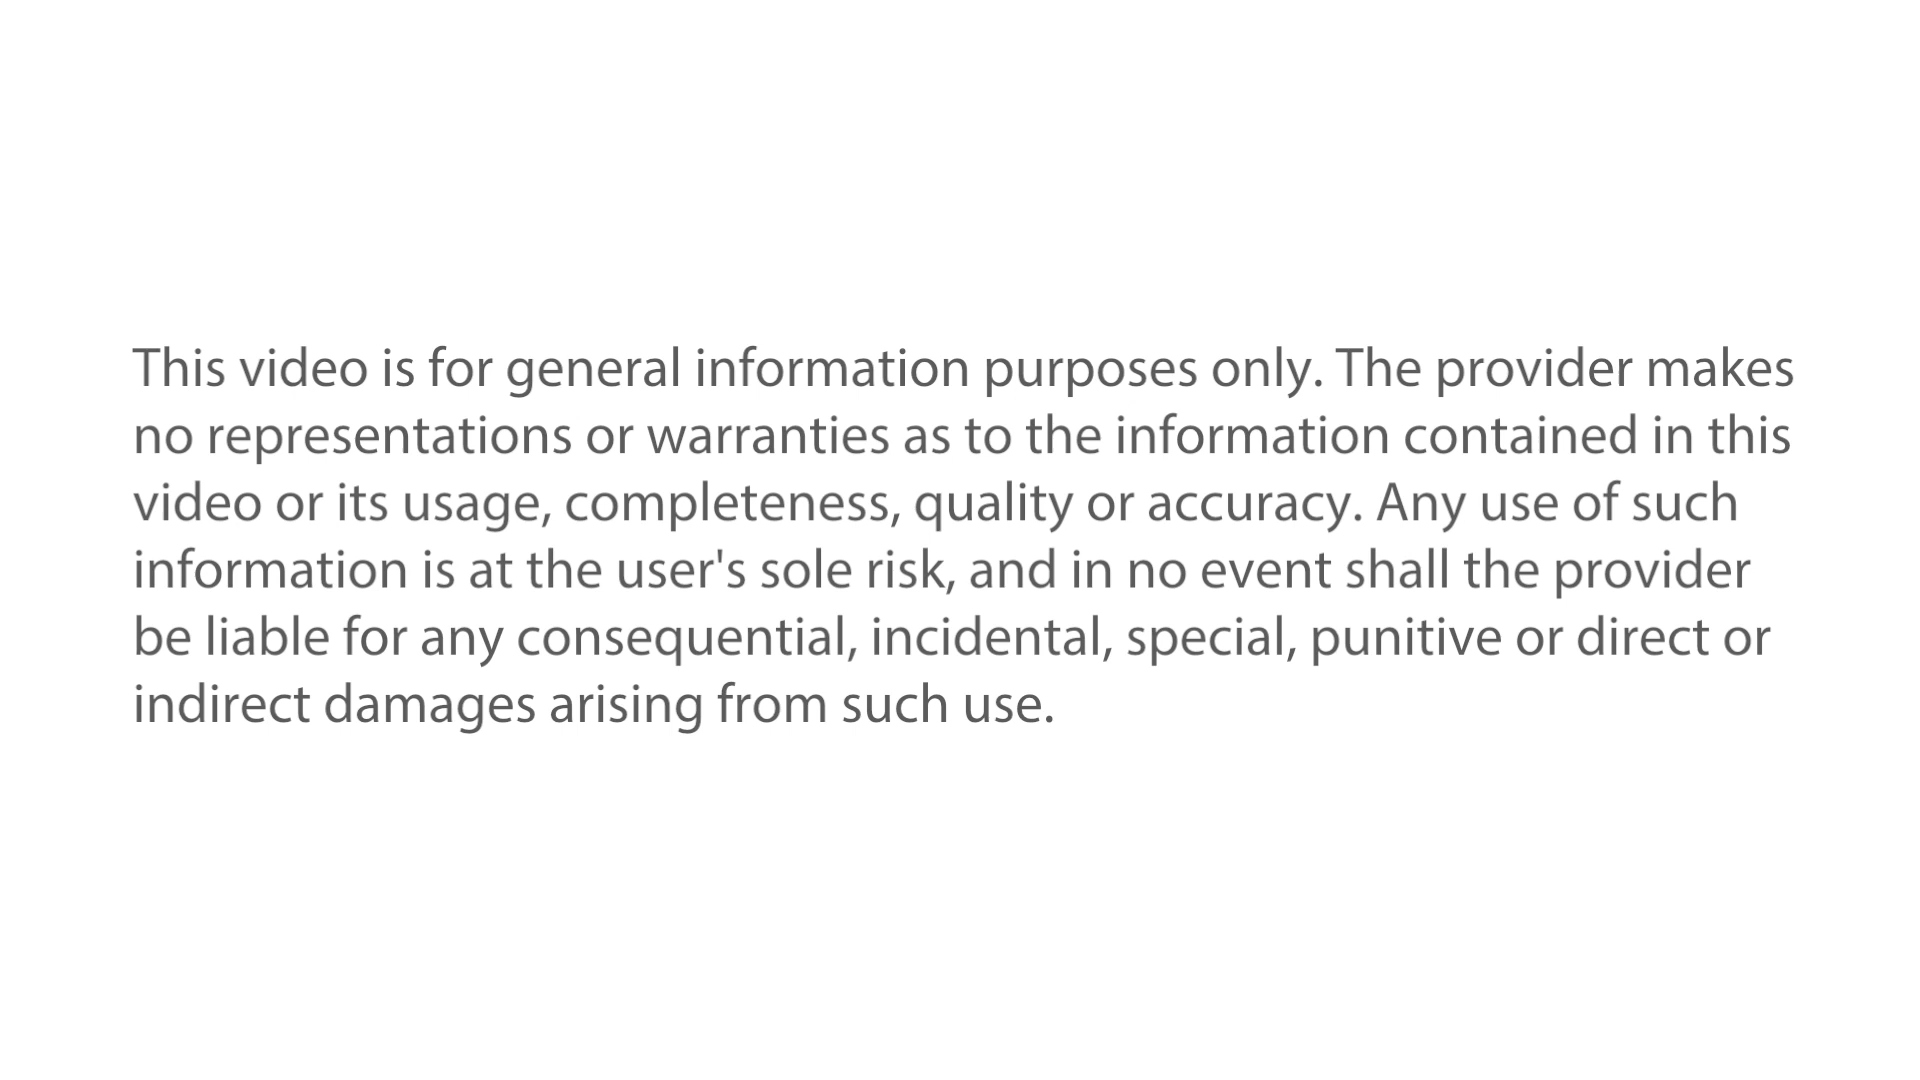 This video is for general information purposes only. The provider makes
no representations or warranties as to the information contained in this
video or its usage, completeness, quality or accuracy. Any use of such
information is at the user's sole risk, and in no event shall the provider
be liable for any consequential, incidental, special, punitive or direct or
indirect damages arising from such use.